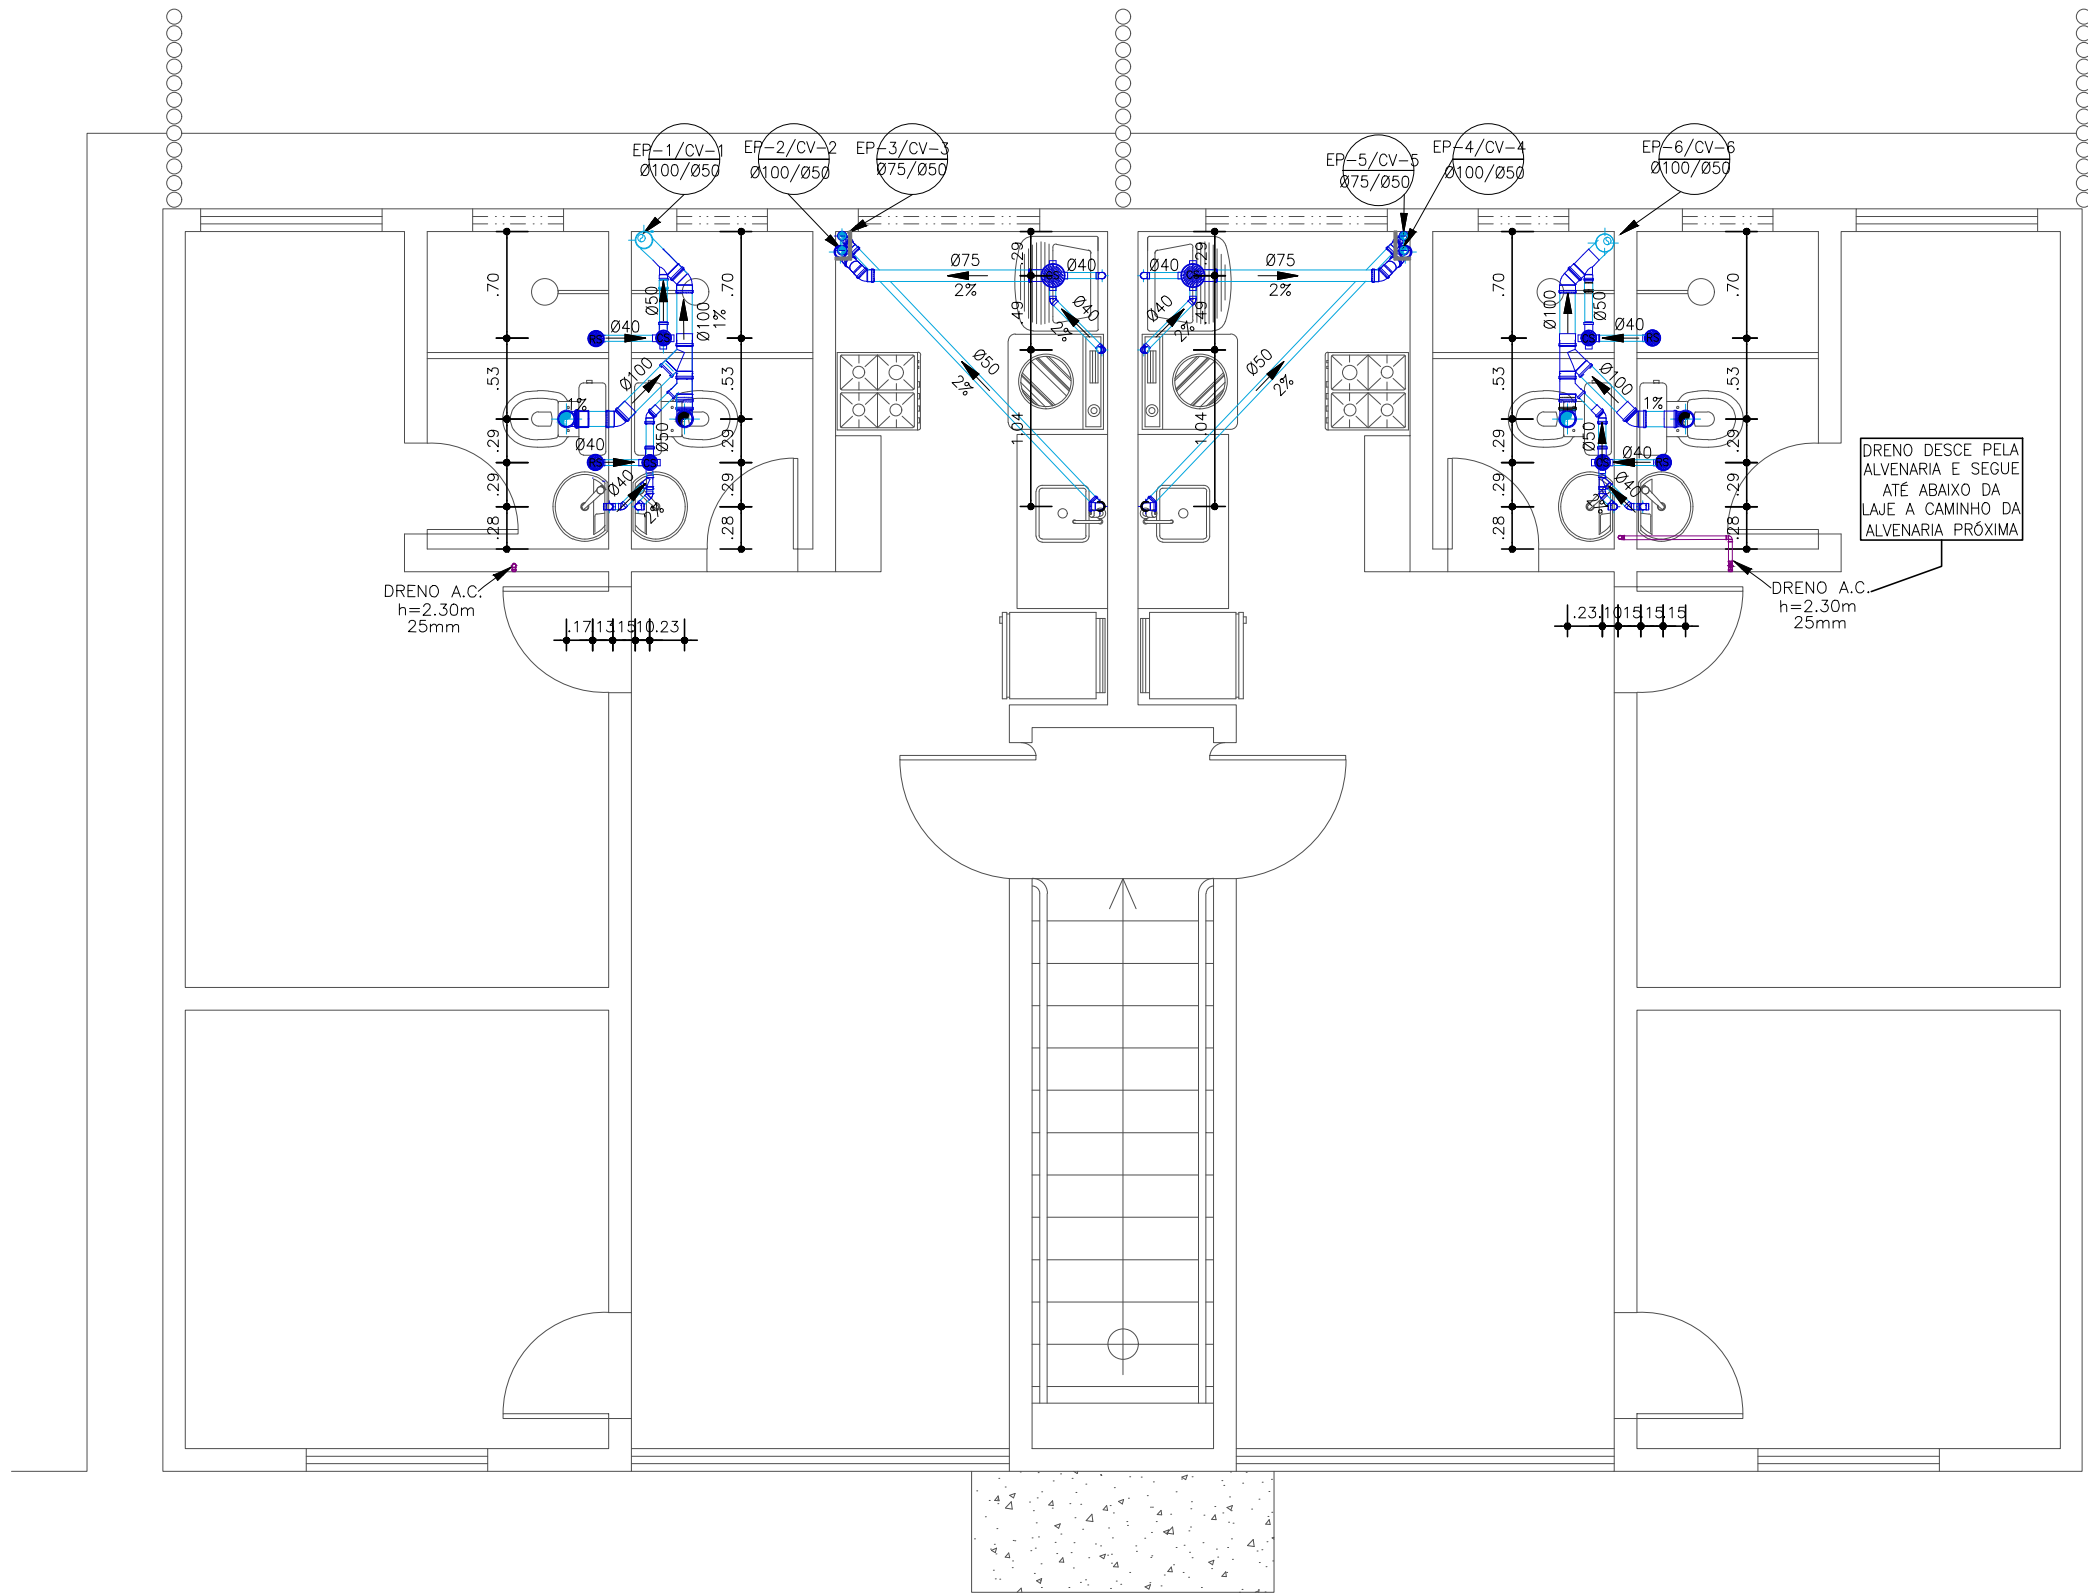 EP-1/CV-1
Ø100/Ø50
EP-2/CV-2
Ø100/Ø50
EP-3/CV-3
Ø75/Ø50
EP-5/CV-5
Ø75/Ø50
EP-4/CV-4
Ø100/Ø50
EP-6/CV-6
Ø100/Ø50
.70
Ø50
Ø100
1%
.70
Ø40
.53
Ø100
.53
1%
.29
Ø40
Ø50
.29
.29
Ø40
2%
.29
.28
.28
Ø75
2%
.29
Ø40
.49
Ø40
2%
Ø50
2%
1.04
Ø40
.29
Ø75
2%
Ø40
2%
.49
Ø50
2%
1.04
.70
Ø100
Ø50
.70
Ø40
.53
Ø100
.53
1%
.29
Ø50
Ø40
.29
.29
2%
Ø40
.29
.28
.28
DRENO DESCE PELA
ALVENARIA E SEGUE
ATÉ ABAIXO DA
LAJE A CAMINHO DA
ALVENARIA PRÓXIMA
DRENO A.C.
h=2.30m
25mm
DRENO A.C.
h=2.30m
25mm
.17 .13 .15 .10 .23
.23 .10 .15 .15 .15